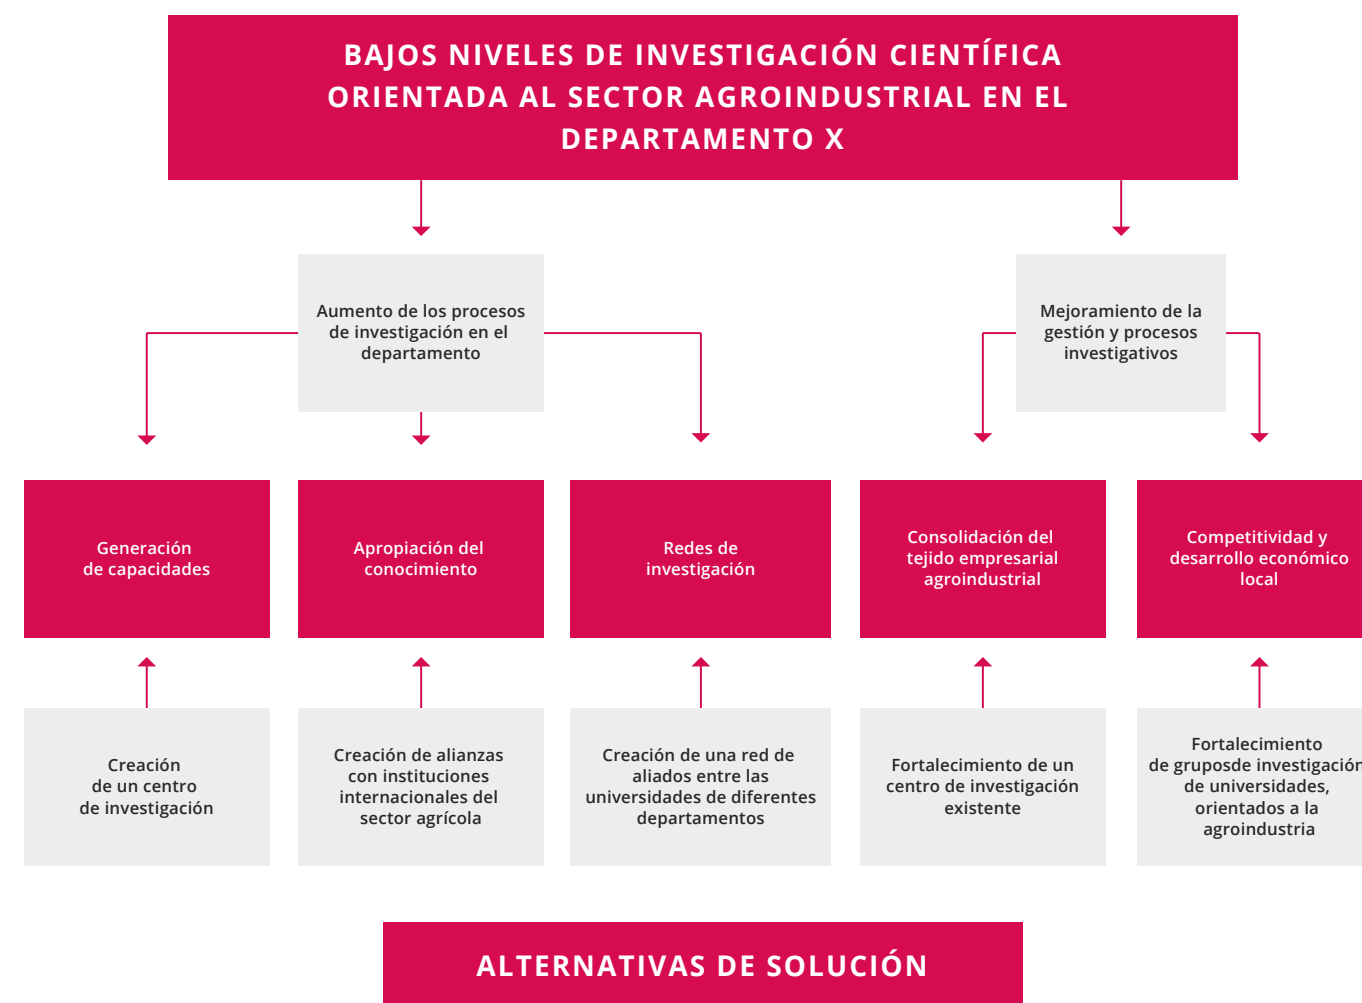 BAJOS NIVELES DE INVESTIGACIÓN CIENTÍFICA
ORIENTADA AL SECTOR AGROINDUSTRIAL EN EL
DEPARTAMENTO X
Aumento de los procesos
de investigación en el
departamento
Mejoramiento de la
gestión y procesos
investigativos
Generación
de capacidades
Apropiación del
conocimiento
Redes de
investigación
Consolidación del
tejido empresarial
agroindustrial
Competitividad y
desarrollo económico
local
Creación
de un centro
de investigación
Creación de alianzas
con instituciones
internacionales del
sector agrícola
Creación de una red de
aliados entre las
universidades de diferentes
departamentos
Fortalecimiento de un
centro de investigación
existente
Fortalecimiento
de gruposde investigación
de universidades,
orientados a la
agroindustria
ALTERNATIVAS DE SOLUCIÓN